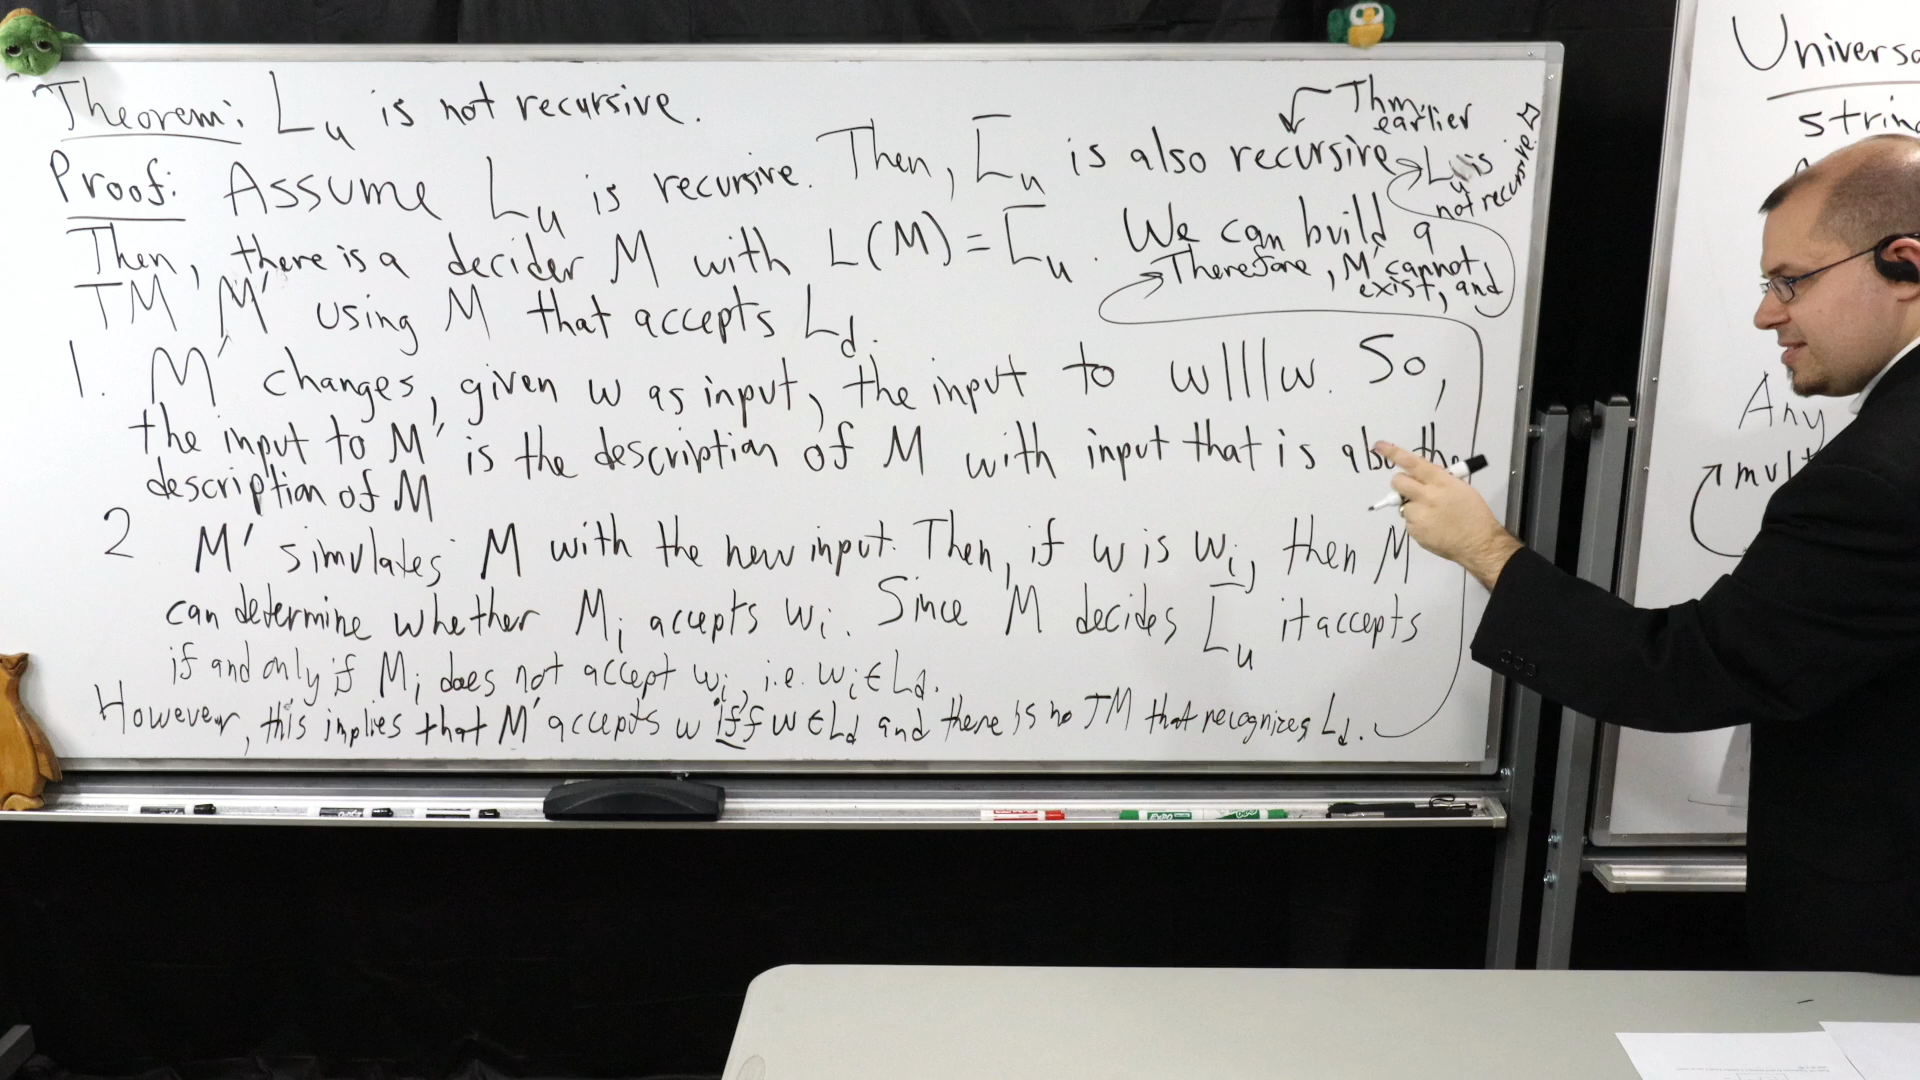 Theorem: Lu is not recursive.
Thm. earlier
Proof: Assume Lu is recursive. Then, L̅u is also recursive
Then, there is a decider M with L(M) = L̅u. We can build a
TM M' using M that accepts Ld.
1. M' changes, given w as input, the input to w111w. So,
the input to M' is the description of M with input that is also the
description of M
2 M' simulates M with the new input. Then, if w is wi, then M
can determine whether Mi accepts wi. Since M decides L̅u it accepts
if and only if Mi does not accept wi, i.e. wi ∈ Ld.
However, this implies that M' accepts w iff w ∈ Ld and there is no TM that recognizes Ld.
Therefore, M' cannot
exist, and
Lu is
not recursive.
Universa
string
Any
mult